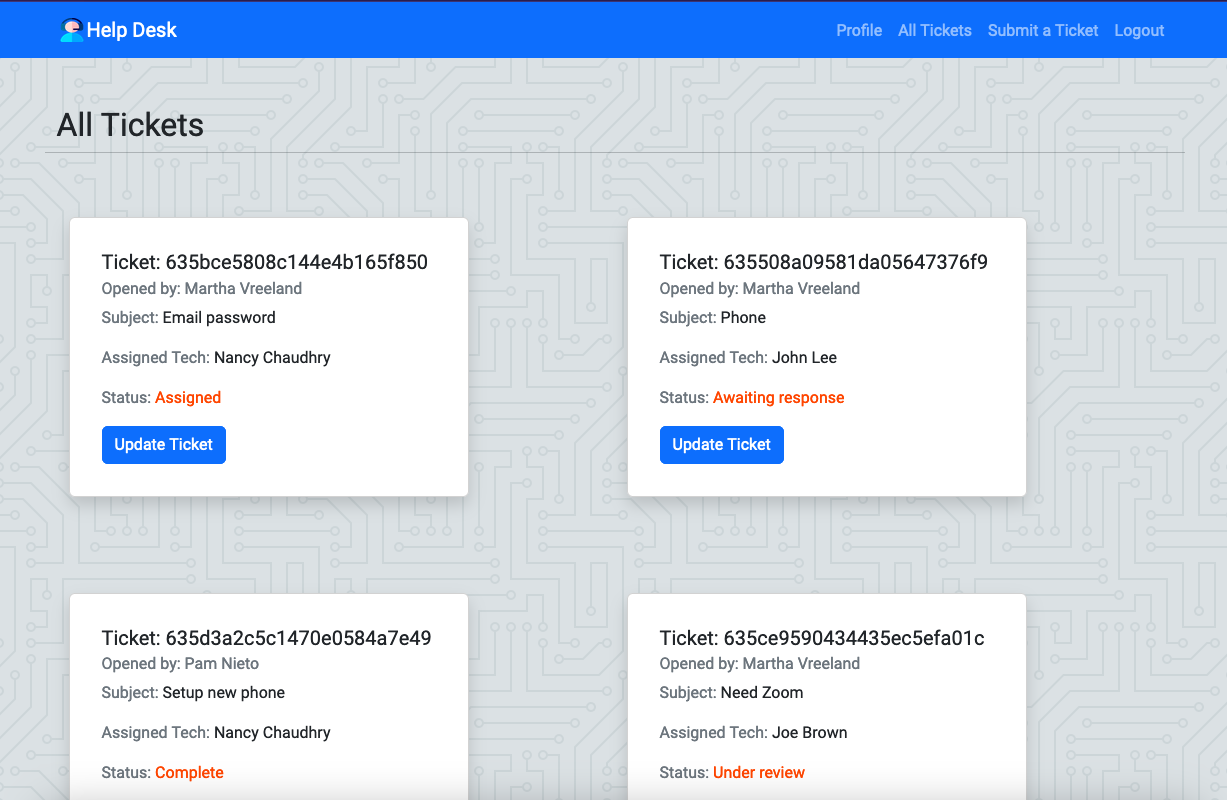 Help Desk
Profile All Tickets Submit a Ticket Logout
All Tickets
Ticket: 635bce5808c144e4b165f850
Opened by: Martha Vreeland
Subject: Email password
Assigned Tech: Nancy Chaudhry
Status: Assigned
Update Ticket
Ticket: 635508a09581da05647376f9
Opened by: Martha Vreeland
Subject: Phone
Assigned Tech: John Lee
Status: Awaiting response
Update Ticket
Ticket: 635d3a2c5c1470e0584a7e49
Opened by: Pam Nieto
Subject: Setup new phone
Assigned Tech: Nancy Chaudhry
Status: Complete
Ticket: 635ce9590434435ec5efa01c
Opened by: Martha Vreeland
Subject: Need Zoom
Assigned Tech: Joe Brown
Status: Under review